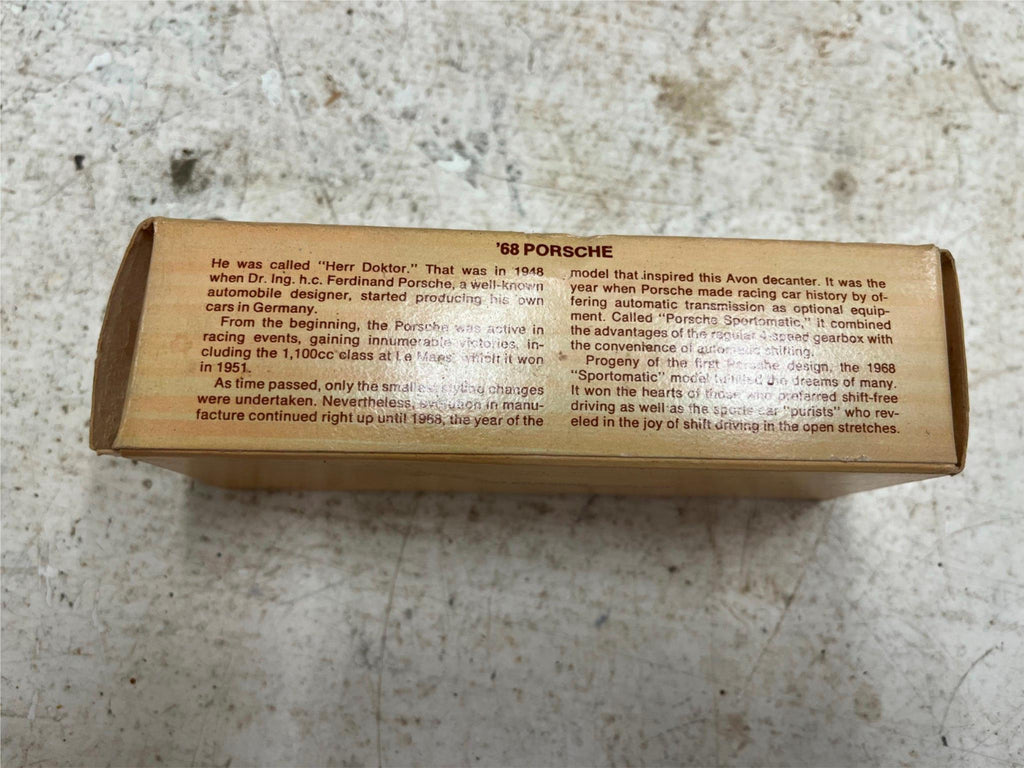 '68 PORSCHE
He was called "Herr Doktor." That was in 1948
when Dr. Ing. h.c. Ferdinand Porsche, a well-known
automobile designer, started producing his own
cars in Germany.
From the beginning, the Porsche was active in
racing events, gaining innumerable victories, in-
cluding the 1,100cc class at Le Mans, which it won
in 1951.
As time passed, only the smallest styling changes
were undertaken. Nevertheless, evolution in manu-
facture continued right up until 1968, the year of the
model that inspired this Avon decanter. It was the
year when Porsche made racing car history by of-
fering automatic transmission as optional equip-
ment. Called "Porsche Sportomatic," it combined
the advantages of the regular 4-speed gearbox with
the convenience of automatic shifting.
Progeny of the first Porsche design, the 1968
"Sportomatic" model fulfilled the dreams of many.
It won the hearts of those who preferred shift-free
driving as well as the sports car "purists" who rev-
eled in the joy of shift driving in the open stretches.